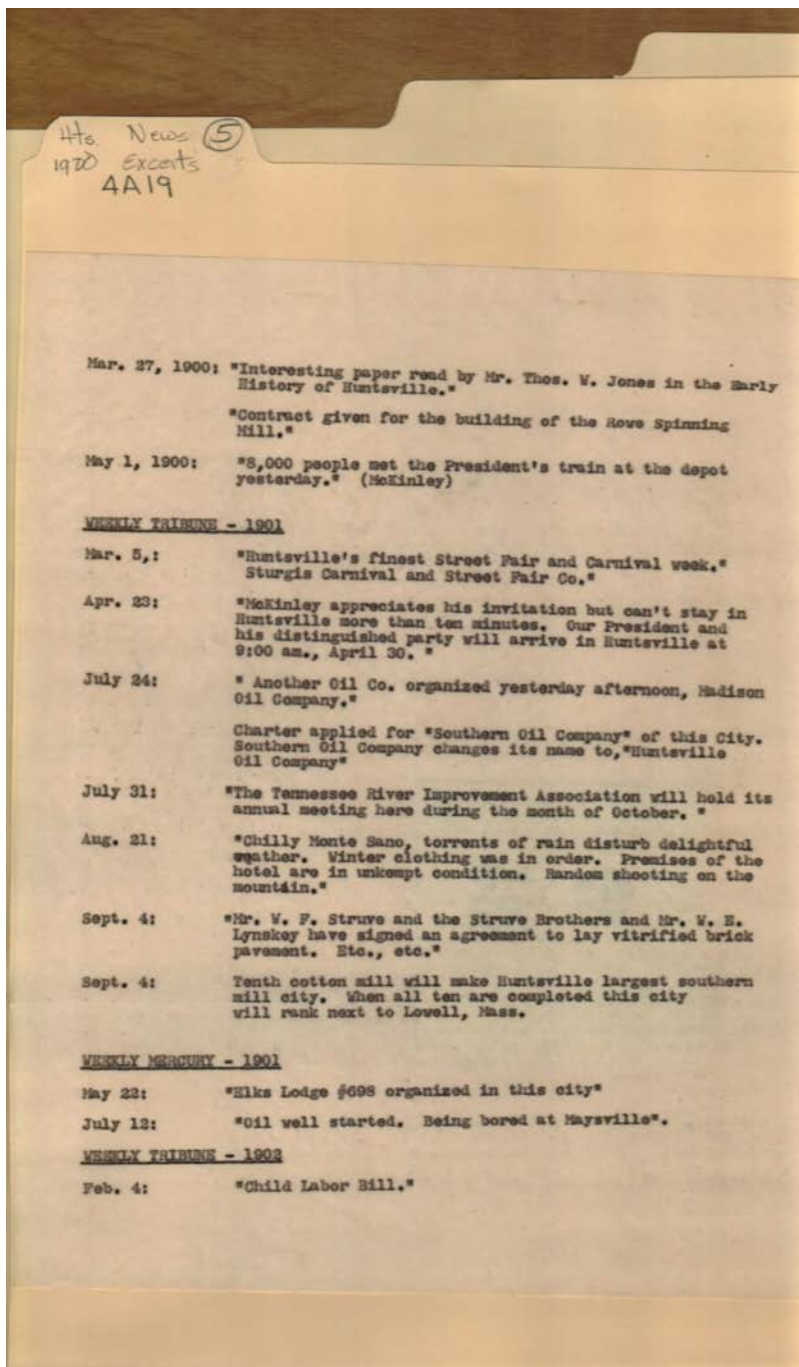 Hts. News ⑤
1900 Excerts
4A19
Mar. 27, 1900: "Interesting paper read by Mr. Thos. W. Jones in the Early
History of Huntsville."
"Contract given for the building of the Rowe Spinning
Mill."
May 1, 1900: "8,000 people met the President's train at the depot
yesterday." (McKinley)
WEEKLY TRIBUNE - 1901
Mar. 5,: "Huntsville's finest Street Fair and Carnival week."
Sturgis Carnival and Street Fair Co."
Apr. 23: "McKinley appreciates his invitation but can't stay in
Huntsville more than ten minutes. Our President and
his distinguished party will arrive in Huntsville at
9:00 am., April 30. "
July 24: " Another Oil Co. organized yesterday afternoon, Madison
Oil Company."
Charter applied for "Southern Oil Company" of this City.
Southern Oil Company changes its name to,"Huntsville
Oil Company"
July 31: "The Tennessee River Improvement Association will hold its
annual meeting here during the month of October. "
Aug. 21: "Chilly Monte Sano, torrents of rain disturb delightful
weather. Winter clothing was in order. Premises of the
hotel are in unkempt condition. Random shooting on the
mountain."
Sept. 4: "Mr. W. F. Struve and the Struve Brothers and Mr. W. E.
Lynskey have signed an agreement to lay vitrified brick
pavement. Etc., etc."
Sept. 4: Tenth cotton mill will make Huntsville largest southern
mill city. When all ten are completed this city
will rank next to Lowell, Mass.
WEEKLY MERCURY - 1901
May 22: "Elks Lodge #698 organized in this city"
July 12: "Oil well started. Being bored at Maysville".
WEEKLY TRIBUNE - 1902
Feb. 4: "Child Labor Bill."